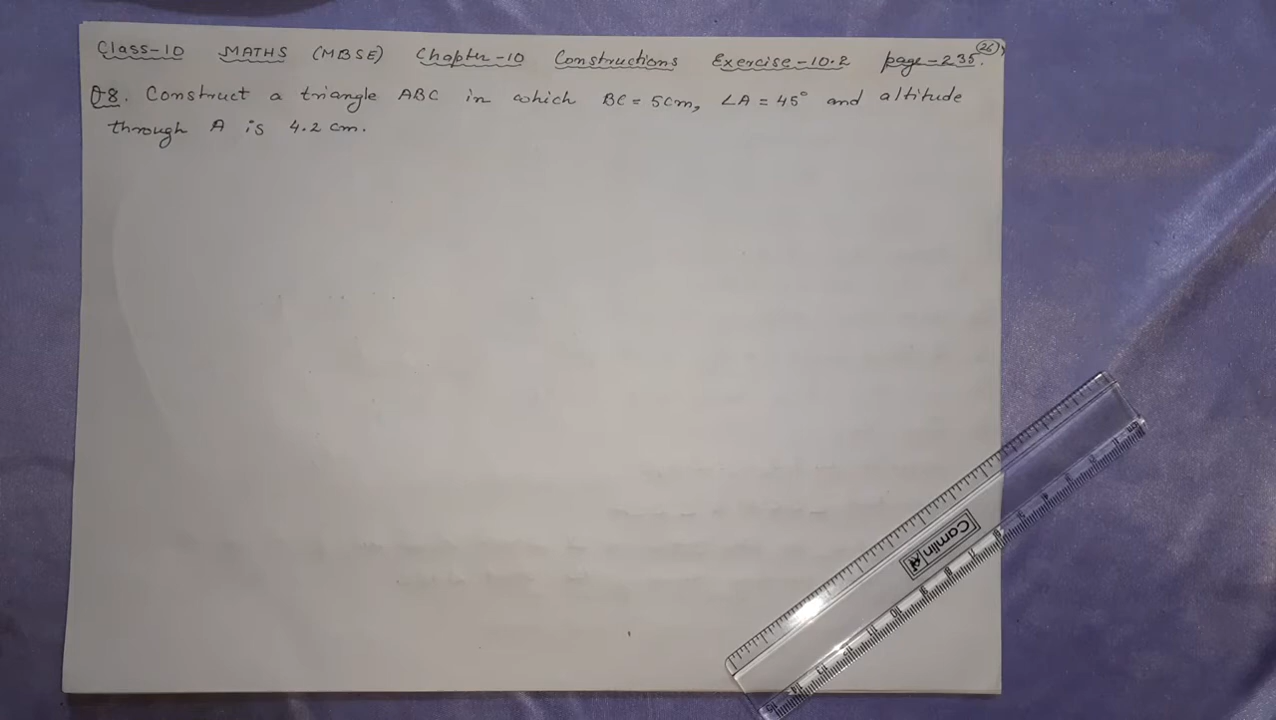 Class-10 MATHS (MBSE) Chapter-10 Constructions Exercise-10.2 page-235. (26)
Q8. Construct a triangle ABC in which BC = 5cm, ∠A = 45° and altitude
through A is 4.2 cm.
Camlin